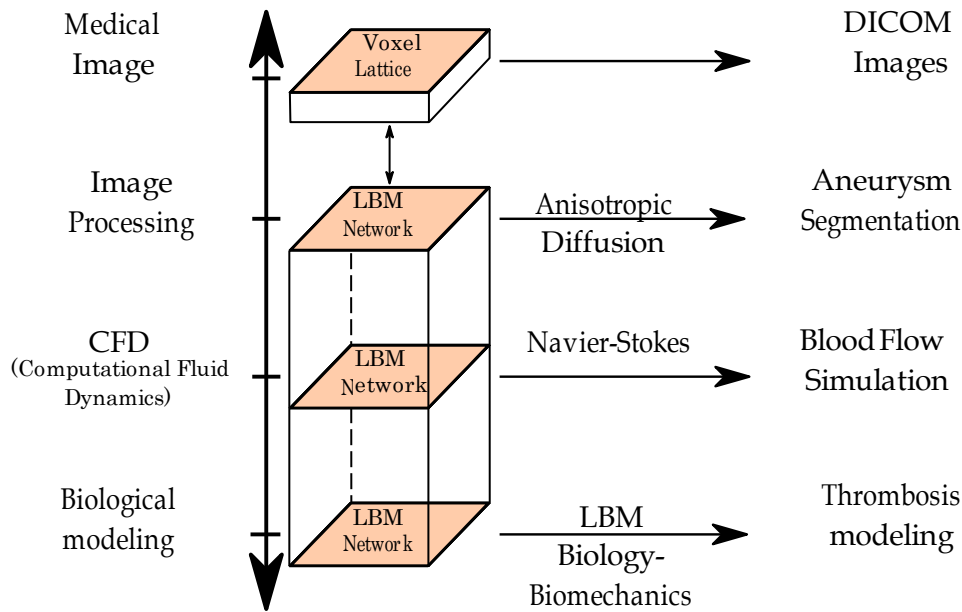 Medical
Image
Voxel
Lattice
DICOM
Images
Image
Processing
LBM
Network
Anisotropic
Diffusion
Aneurysm
Segmentation
CFD
(Computational Fluid
Dynamics)
LBM
Network
Navier-Stokes
Blood Flow
Simulation
Biological
modeling
LBM
Network
LBM
Biology-
Biomechanics
Thrombosis
modeling